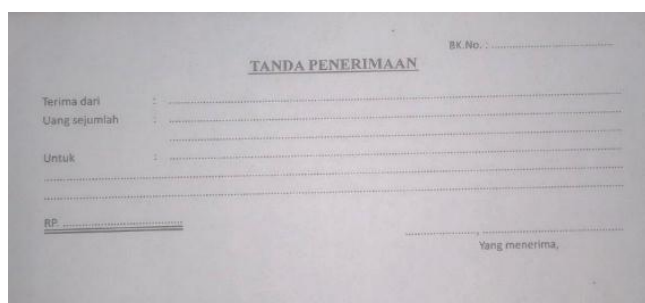 BK.No. : ..............................
TANDA PENERIMAAN
Terima dari : ..............................
Uang sejumlah : ..............................
..............................
Untuk : ..............................
..............................
..............................
RP. ..............................
...................., ..............................
Yang menerima,